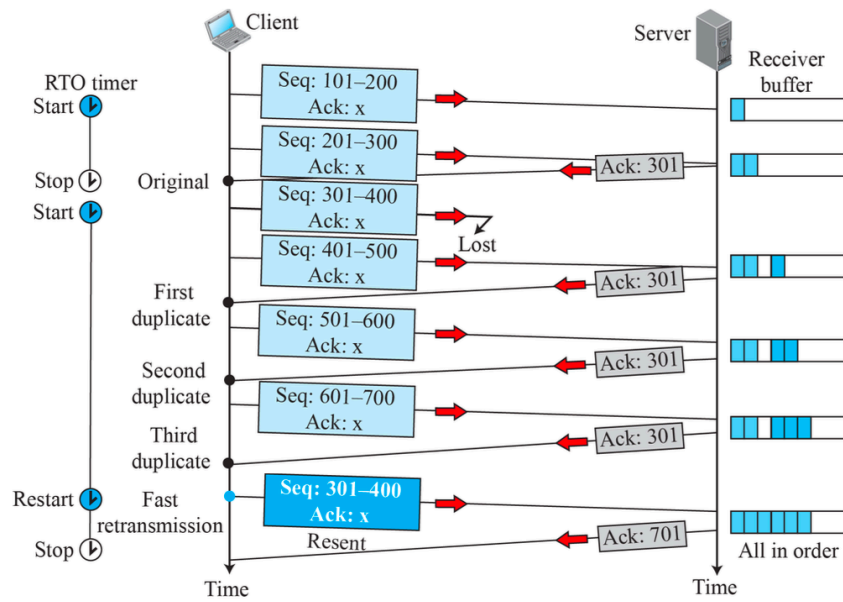 Client
Server
RTO timer
Receiver
buffer
Start
Seq: 101–200
Ack: x
Seq: 201–300
Ack: x
Ack: 301
Stop
Original
Start
Seq: 301–400
Ack: x
Lost
Seq: 401–500
Ack: x
Ack: 301
First
duplicate
Seq: 501–600
Ack: x
Ack: 301
Second
duplicate
Seq: 601–700
Ack: x
Ack: 301
Third
duplicate
Restart
Fast
retransmission
Seq: 301–400
Ack: x
Resent
Ack: 701
Stop
All in order
Time
Time